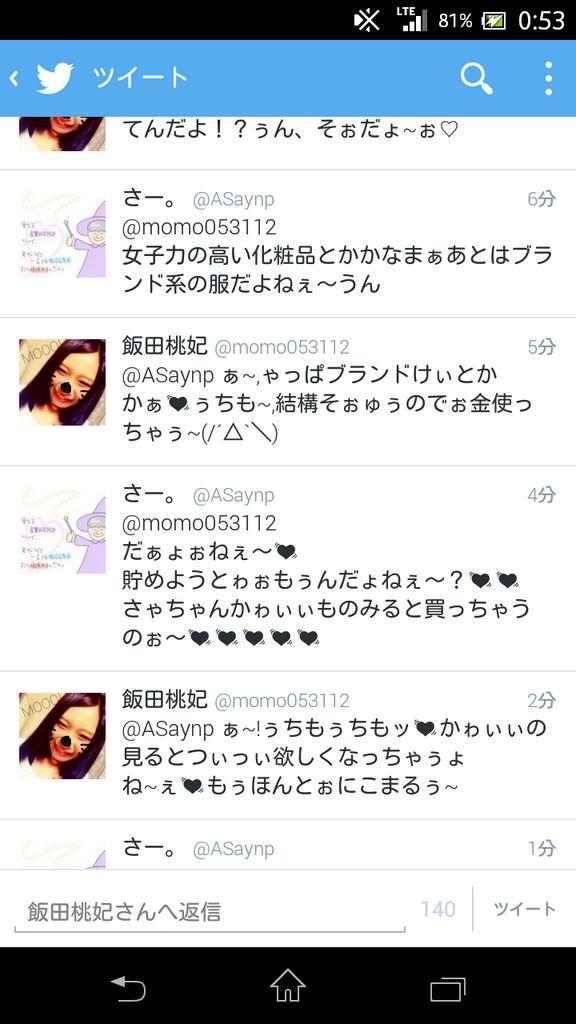 LTE 81% 0:53
ツイート
てんだよ！？ぅん、そぉだょ~ぉ♡
さー。 @ASaynp 6分
@momo053112
女子力の高い化粧品とかかなまぁあとはブラ
ンド系の服だよねぇ〜うん
MOOO!
飯田桃妃 @momo053112 5分
@ASaynp ぁ~,ゃっぱブランドけぃとか
かぁ💓ぅちも~,結構そぉゅぅのでぉ金使っ
ちゃぅ~(/´△`＼)
さー。 @ASaynp 4分
@momo053112
だぁょぉねぇ〜💓
貯めようとゎぉもぅんだょねぇ〜？💓💓
さゃちゃんかゎぃぃものみると買っちゃう
のぉ〜💓💓💓💓💓
MOOO!
飯田桃妃 @momo053112 2分
@ASaynp ぁ~!ぅちもぅちもッ💓かゎぃぃの
見るとつぃっぃ欲しくなっちゃぅょ
ね~ぇ💓もぅほんとぉにこまるぅ~
さー。 @ASaynp 1分
飯田桃妃さんへ返信 140 ツイート